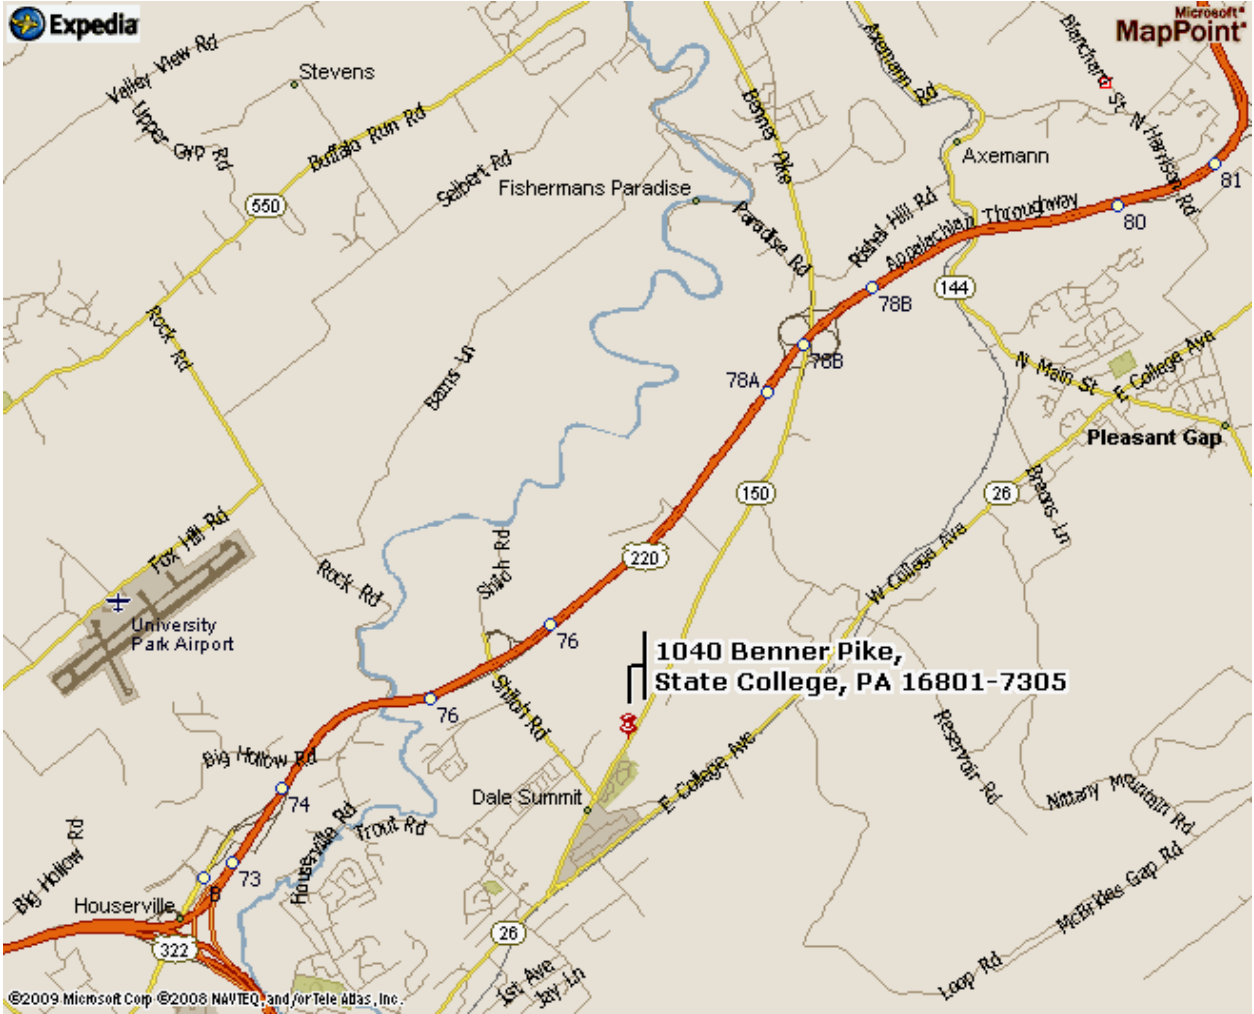 Expedia
Microsoft®
MapPoint®
Valley View Rd
Stevens
Upper Gyp Rd
Buffalo Run Rd
550
Seibert Rd
Fishermans Paradise
Benner Pike
Paradise Rd
Axemann Rd
Axemann
Blanchard St
N Harrison Rd
Rishel Hill Rd
Appalachian Throughway
81
80
78B
144
78B
78A
Rock Rd
Barns Ln
N Main St
E College Ave
Pleasant Gap
150
26
Breons Ln
Fox Hill Rd
Shiloh Rd
220
Rock Rd
W College Ave
University
Park Airport
76
1040 Benner Pike,
State College, PA 16801-7305
76
Shiloh Rd
Big Hollow Rd
Reservoir Rd
E College Ave
Nittany Mountain Rd
74
Dale Summit
Houserville Rd
Trout Rd
Big Hollow Rd
73
B
Houserville
McBrides Gap Rd
322
26
1st Ave
Jay Ln
Loop Rd
©2009 Microsoft Corp ©2008 NAVTEQ, and/or Tele Atlas, Inc.